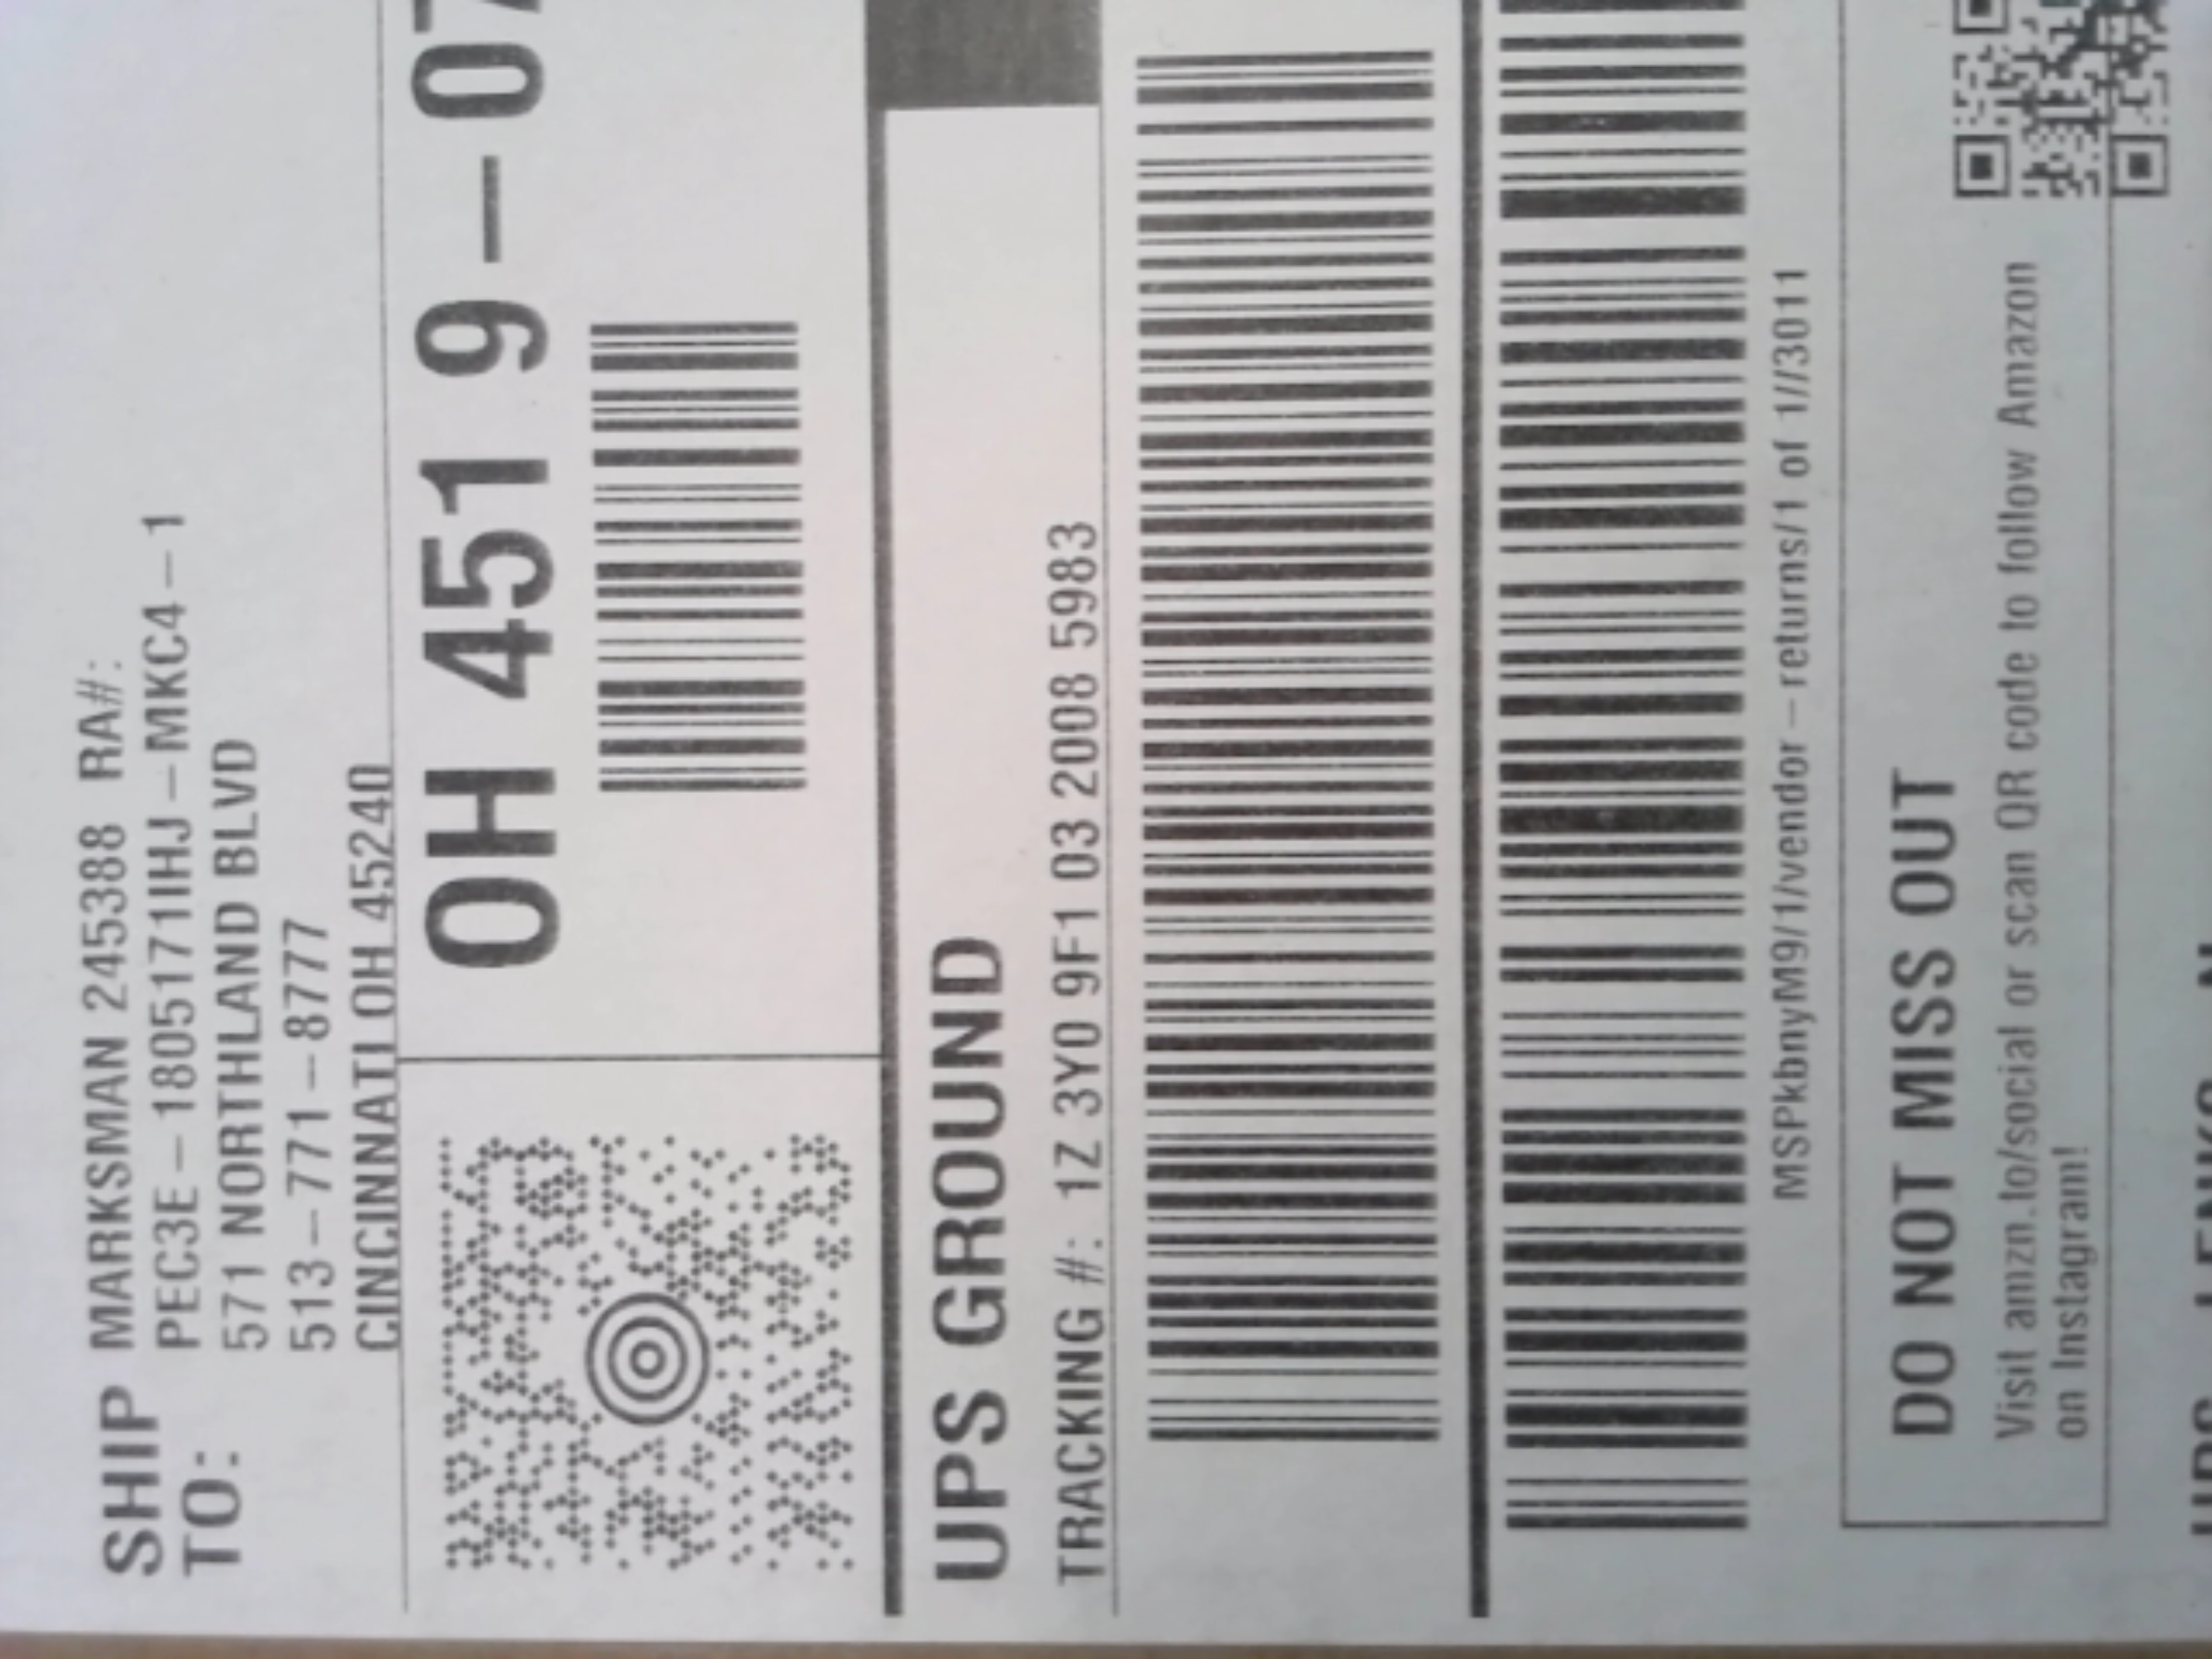 SHIP TO:
MARKSMAN 245388 RA#:
PEC3E-1805171IHJ-MKC4-1
571 NORTHLAND BLVD
513-771-8777
CINCINNATI OH 45240
OH 451 9-07
UPS GROUND
TRACKING #: 1Z 3Y0 9F1 03 2008 5983
MSPkbnyM9/1/vendor-returns/1 of 1//3011
DO NOT MISS OUT
Visit amzn.to/social or scan QR code to follow Amazon
on Instagram!